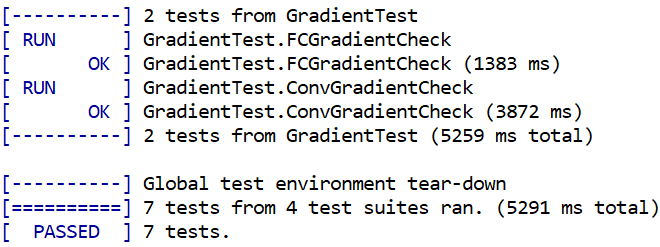 [----------] 2 tests from GradientTest
[ RUN      ] GradientTest.FCGradientCheck
[       OK ] GradientTest.FCGradientCheck (1383 ms)
[ RUN      ] GradientTest.ConvGradientCheck
[       OK ] GradientTest.ConvGradientCheck (3872 ms)
[----------] 2 tests from GradientTest (5259 ms total)

[----------] Global test environment tear-down
[==========] 7 tests from 4 test suites ran. (5291 ms total)
[  PASSED  ] 7 tests.